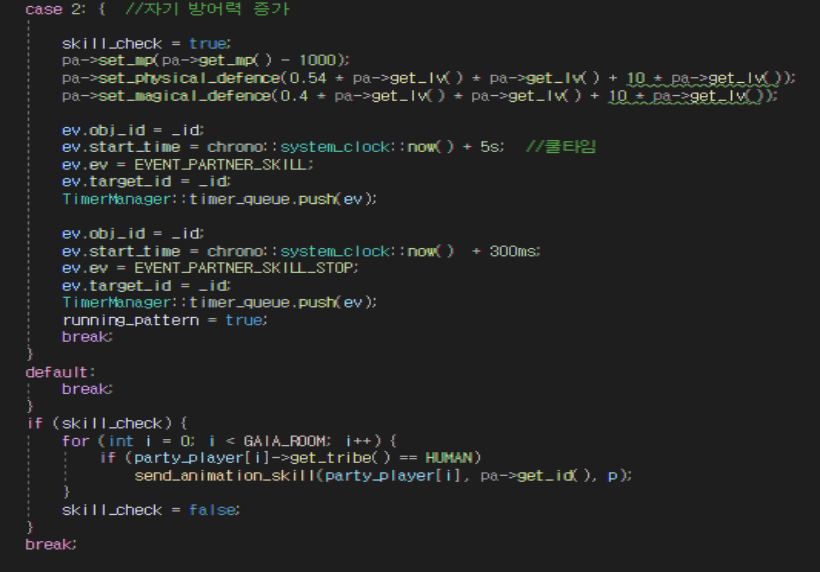 case 2: {  //자기 방어력 증가
skill_check = true;
pa->set_mp(pa->get_mp() - 1000);
pa->set_physical_defence(0.54 * pa->get_lv() * pa->get_lv() + 10 * pa->get_lv());
pa->set_magical_defence(0.4 * pa->get_lv() * pa->get_lv() + 10 * pa->get_lv());
ev.obj_id = _id;
ev.start_time = chrono::system_clock::now() + 5s;  //쿨타임
ev.ev = EVENT_PARTNER_SKILL;
ev.target_id = _id;
TimerManager::timer_queue.push(ev);
ev.obj_id = _id;
ev.start_time = chrono::system_clock::now()  + 300ms;
ev.ev = EVENT_PARTNER_SKILL_STOP;
ev.target_id = _id;
TimerManager::timer_queue.push(ev);
running_pattern = true;
break;
}
default:
break;
}
if (skill_check) {
for (int i = 0; i < GAIA_ROOM; i++) {
if (party_player[i]->get_tribe() == HUMAN)
send_animation_skill(party_player[i], pa->get_id(), p);
}
skill_check = false;
}
break;